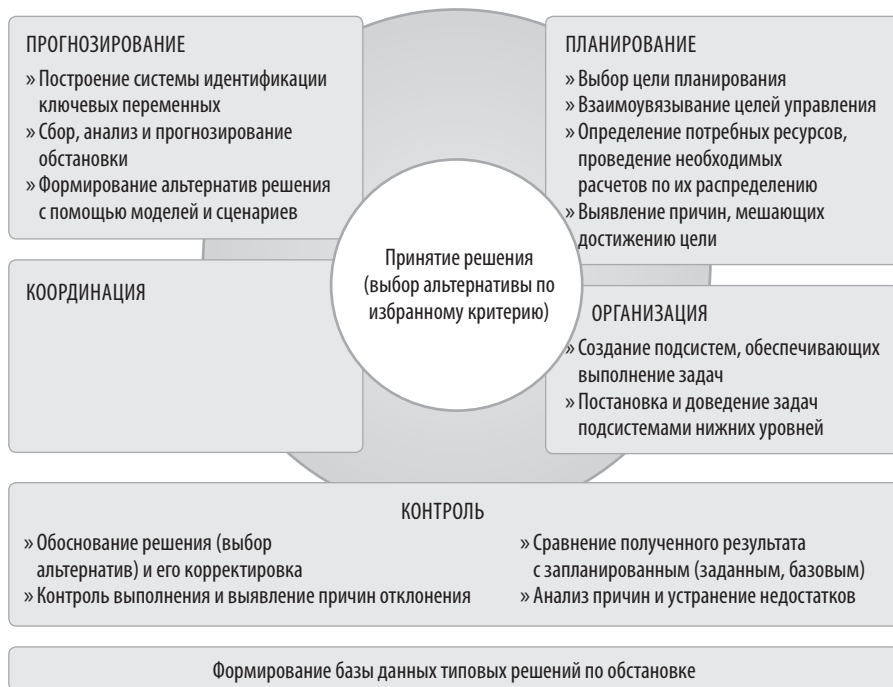 ПРОГНОЗИРОВАНИЕ
» Построение системы идентификации
ключевых переменных
» Сбор, анализ и прогнозирование
обстановки
» Формирование альтернатив решения
с помощью моделей и сценариев
ПЛАНИРОВАНИЕ
» Выбор цели планирования
» Взаимоувязывание целей управления
» Определение потребных ресурсов,
проведение необходимых
расчетов по их распределению
» Выявление причин, мешающих
достижению цели
Принятие решения
(выбор альтернативы по
избранному критерию)
КООРДИНАЦИЯ
ОРГАНИЗАЦИЯ
» Создание подсистем, обеспечивающих
выполнение задач
» Постановка и доведение задач
подсистемами нижних уровней
КОНТРОЛЬ
» Обоснование решения (выбор
альтернатив) и его корректировка
» Контроль выполнения и выявление причин отклонения
» Сравнение полученного результата
с запланированным (заданным, базовым)
» Анализ причин и устранение недостатков
Формирование базы данных типовых решений по обстановке